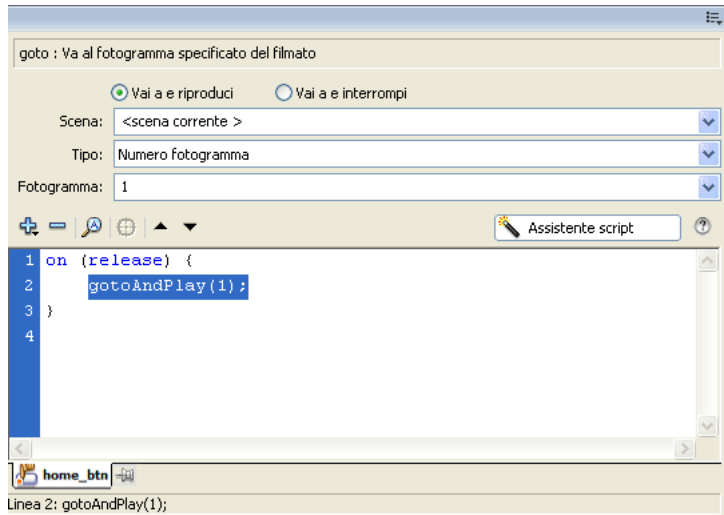 goto : Va al fotogramma specificato del filmato
Vai a e riproduci Vai a e interrompi
Scena: <scena corrente >
Tipo: Numero fotogramma
Fotogramma: 1
Assistente script ?
1 on (release) {
2 gotoAndPlay(1);
3 }
4
home_btn
Linea 2: gotoAndPlay(1);